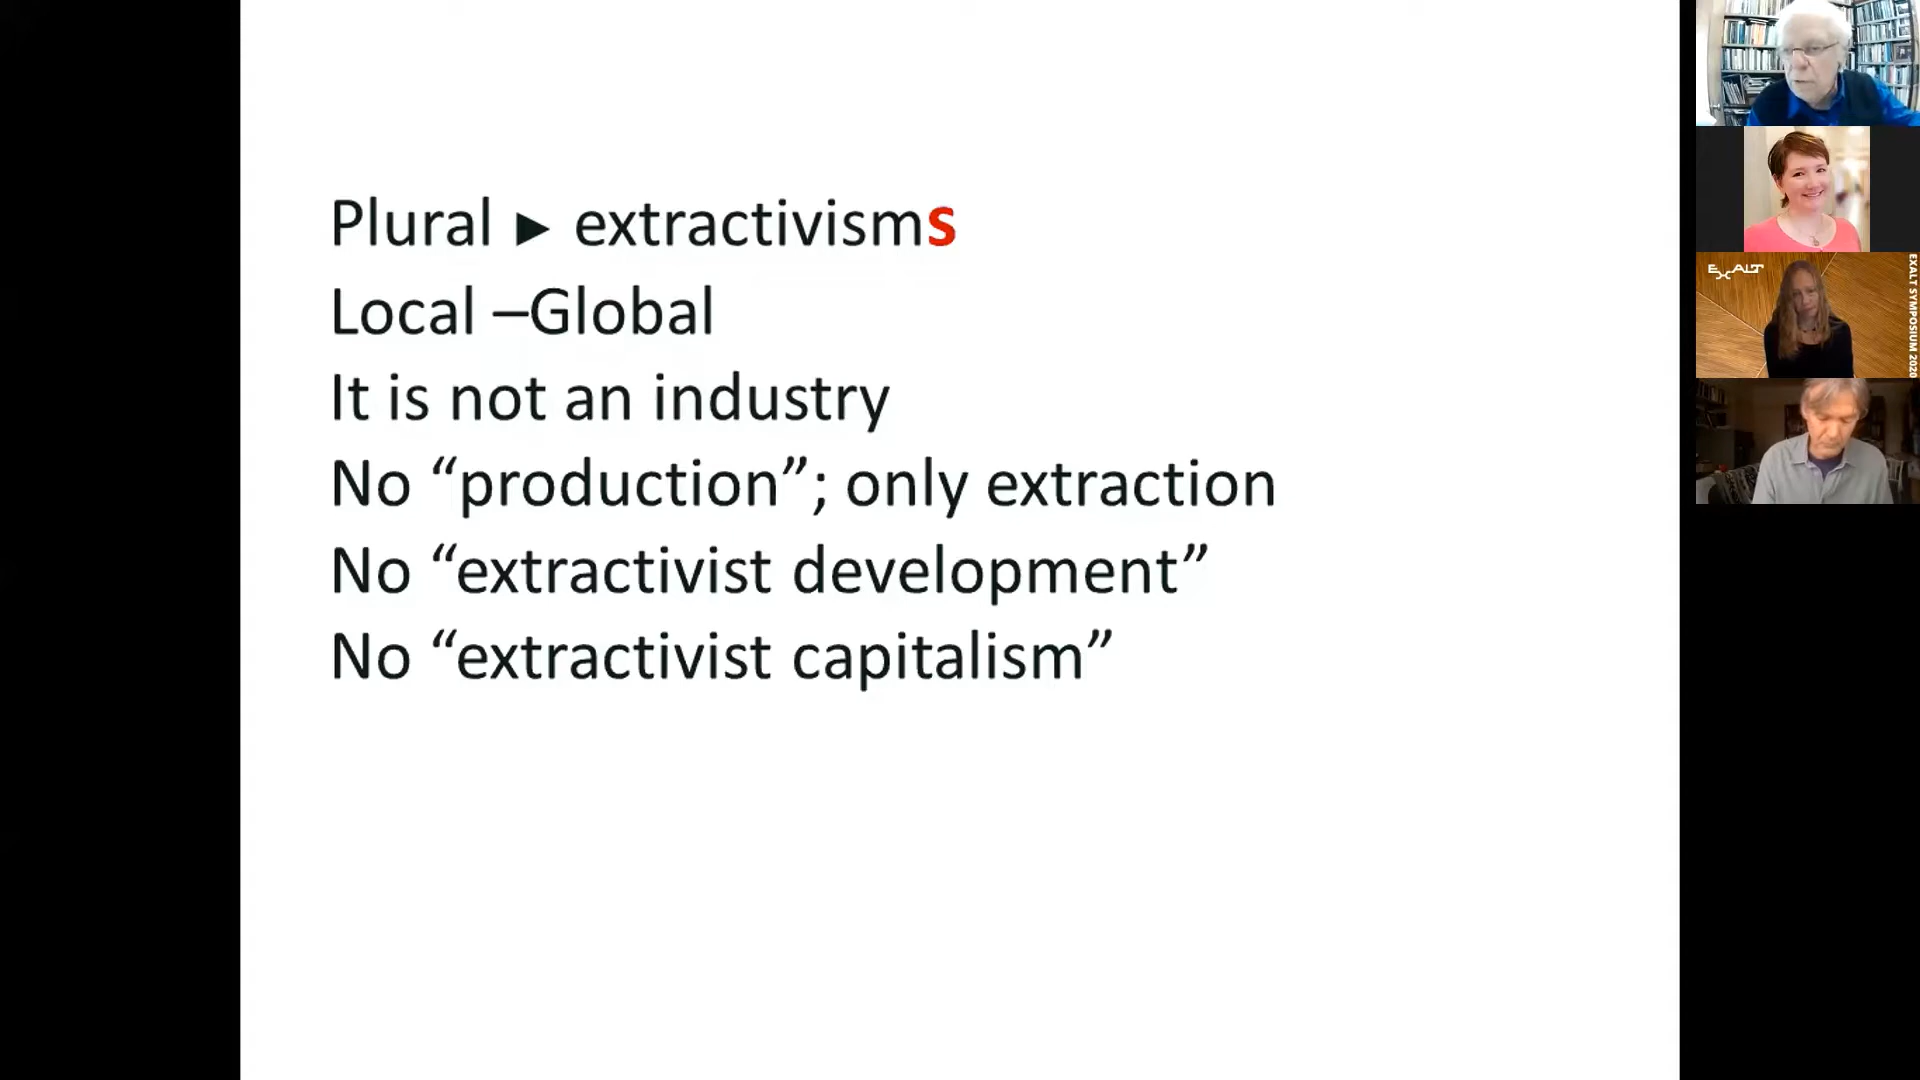 Plural ► extractivisms
Local –Global
It is not an industry
No “production”; only extraction
No “extractivist development”
No “extractivist capitalism”
EXALT
EXALT SYMPOSIUM 2020